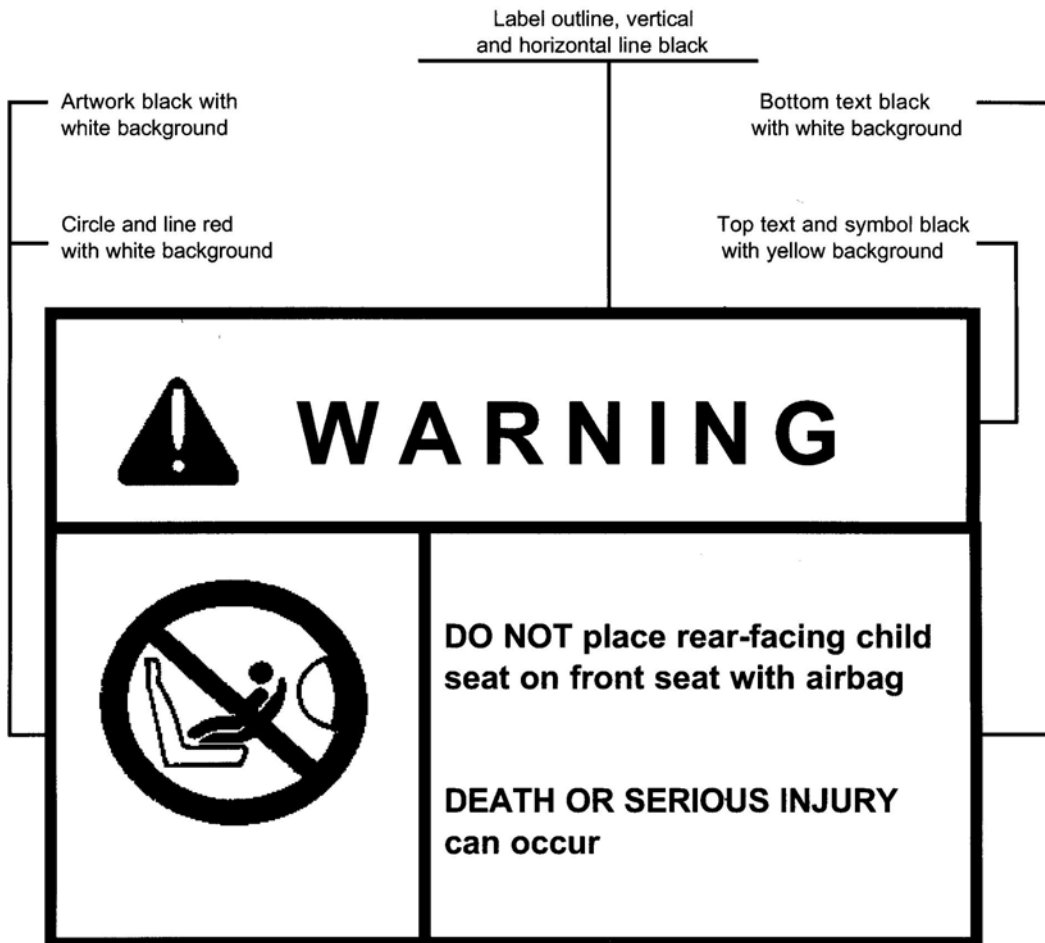 Label outline, vertical
and horizontal line black
Artwork black with
white background
Bottom text black
with white background
Circle and line red
with white background
Top text and symbol black
with yellow background
WARNING
DO NOT place rear-facing child
seat on front seat with airbag
DEATH OR SERIOUS INJURY
can occur